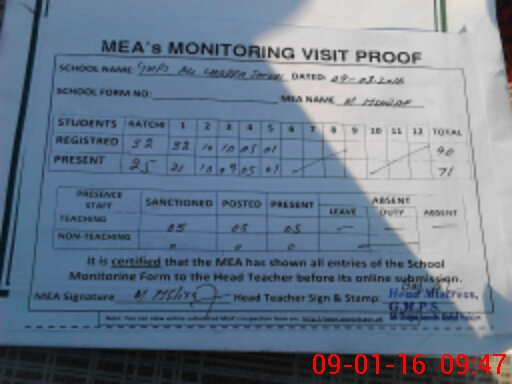 MEA's MONITORING VISIT PROOF
SCHOOL NAME: DATED: 09-03-2016
SCHOOL FORM NO: MEA NAME M
STUDENTS KATCHI 1 2 3 4 5 6 7 8 9 10 11 12 TOTAL
REGISTRED 32 32 10 10 05 01 90
PRESENT 25 21 10 09 05 01 71
PRESENCE STAFF SANCTIONED POSTED PRESENT ABSENT ABSENT
LEAVE DUTY
TEACHING 05 05 05 — — —
NON-TEACHING 0 0 0 — —
It is certified that the MEA has shown all entries of the School
Monitorine Form to the Head Teacher before its online submission.
MEA Signature M Head Teacher Sign & Stamp:
Head Mistress,
G.M.P.S.
09-01-16 09:47